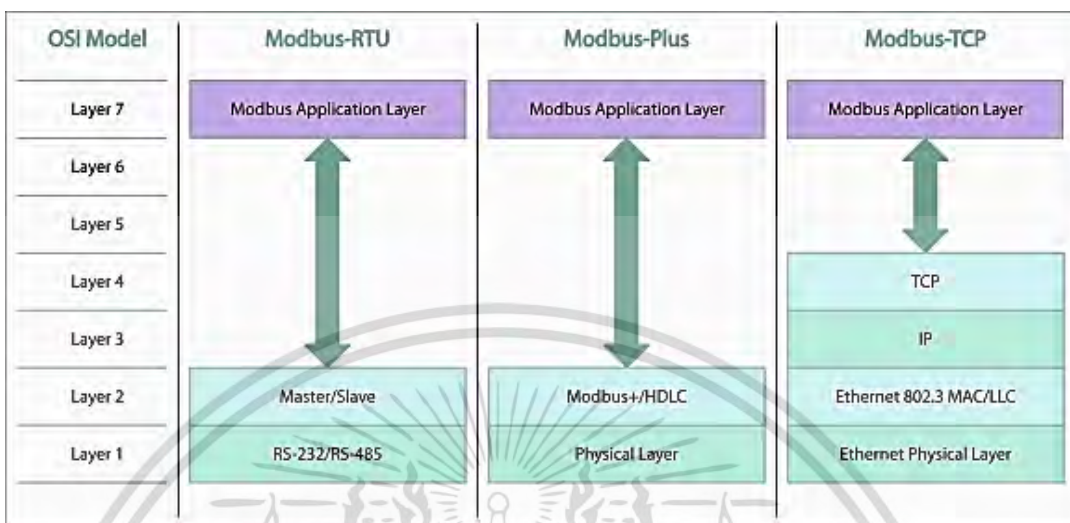 OSI Model Modbus-RTU Modbus-Plus Modbus-TCP
Layer 7 Modbus Application Layer Modbus Application Layer Modbus Application Layer
Layer 6
Layer 5
Layer 4 TCP
Layer 3 IP
Layer 2 Master/Slave Modbus+/HDLC Ethernet 802.3 MAC/LLC
Layer 1 RS-232/RS-485 Physical Layer Ethernet Physical Layer